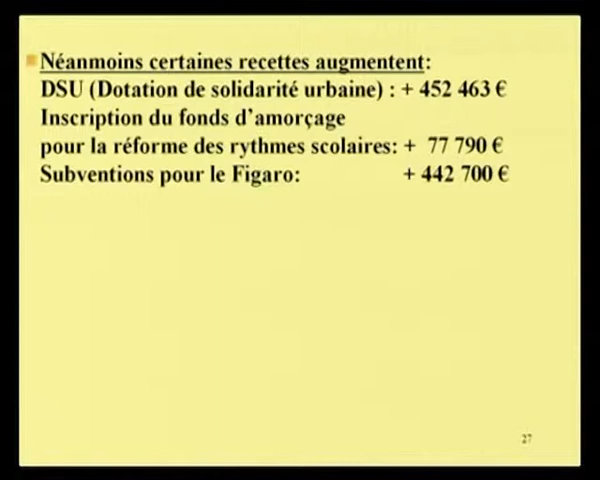 Néanmoins certaines recettes augmentent:
DSU (Dotation de solidarité urbaine) : + 452 463 €
Inscription du fonds d'amorçage
pour la réforme des rythmes scolaires: + 77 790 €
Subventions pour le Figaro: + 442 700 €
27